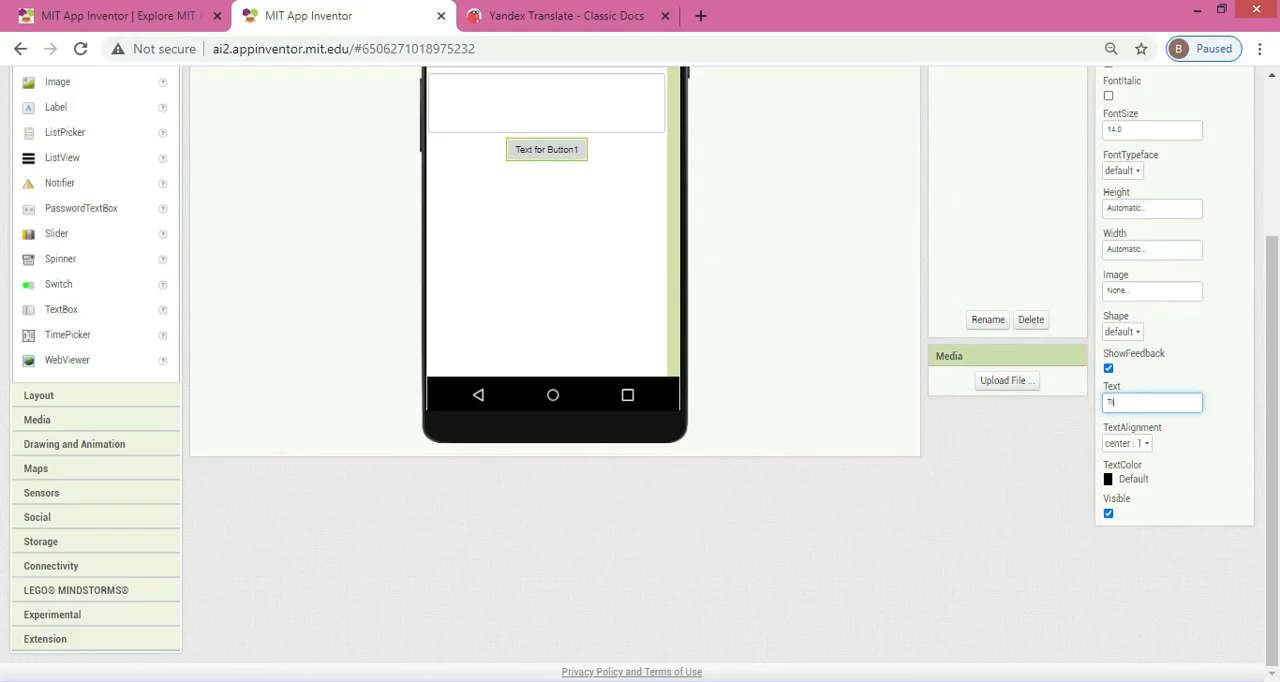 MIT App Inventor | Explore MIT A
MIT App Inventor
Yandex Translate - Classic Docs
Not secure
ai2.appinventor.mit.edu/#6506271018975232
B Paused
Image
Label
ListPicker
ListView
Notifier
PasswordTextBox
Slider
Spinner
Switch
TextBox
TimePicker
WebViewer
Layout
Media
Drawing and Animation
Maps
Sensors
Social
Storage
Connectivity
LEGO® MINDSTORMS®
Experimental
Extension
Text for Button1
Rename Delete
Media
Upload File ...
FontItalic
FontSize
14.0
FontTypeface
default
Height
Automatic...
Width
Automatic...
Image
None...
Shape
default
ShowFeedback
Text
TextAlignment
center : 1
TextColor
Default
Visible
Privacy Policy and Terms of Use